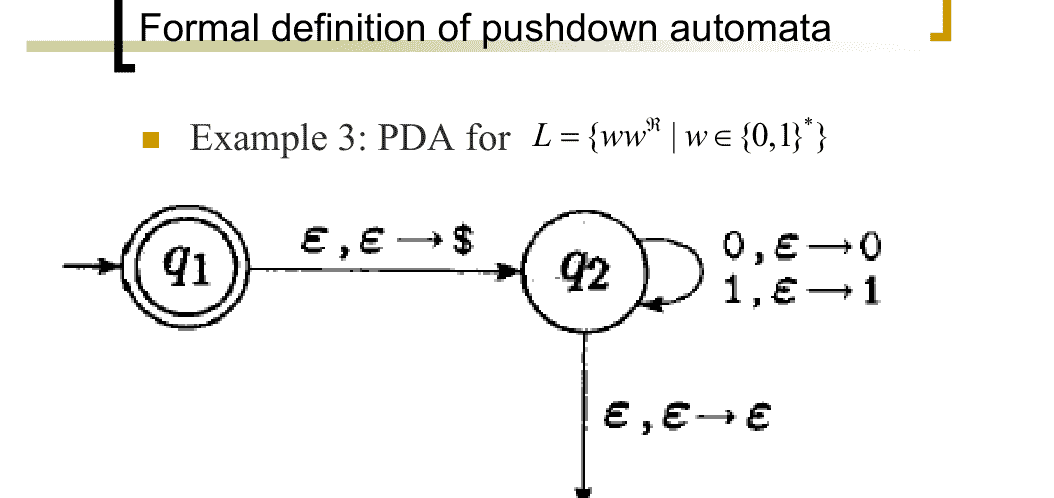 Formal definition of pushdown automata
Example 3: PDA for L = {ww^ℜ | w ∈ {0,1}^*}
ε, ε → $
q1
q2
0, ε → 0
1, ε → 1
ε, ε → ε